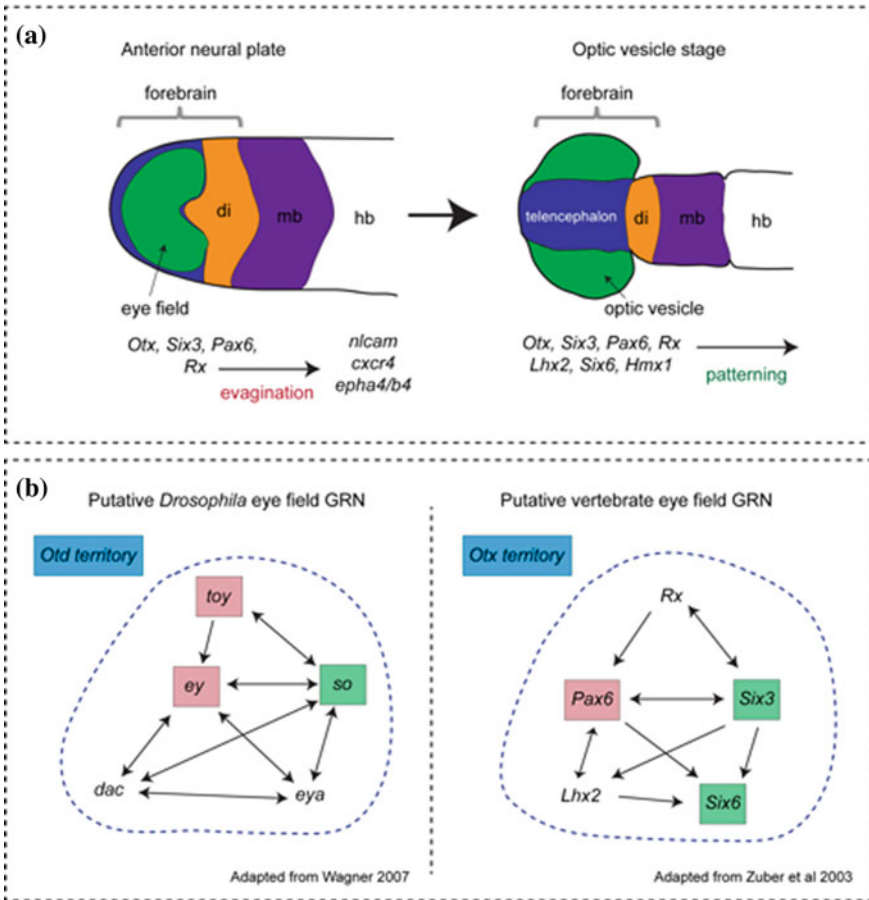 (a)
Anterior neural plate
forebrain
di
mb
hb
eye field
Otx, Six3, Pax6,
Rx
evagination
nlcam
cxcr4
epha4/b4
Optic vesicle stage
forebrain
telencephalon
di
mb
hb
optic vesicle
Otx, Six3, Pax6, Rx
Lhx2, Six6, Hmx1
patterning
(b)
Putative Drosophila eye field GRN
Otd territory
toy
ey
so
dac
eya
Adapted from Wagner 2007
Putative vertebrate eye field GRN
Otx territory
Rx
Pax6
Six3
Lhx2
Six6
Adapted from Zuber et al 2003